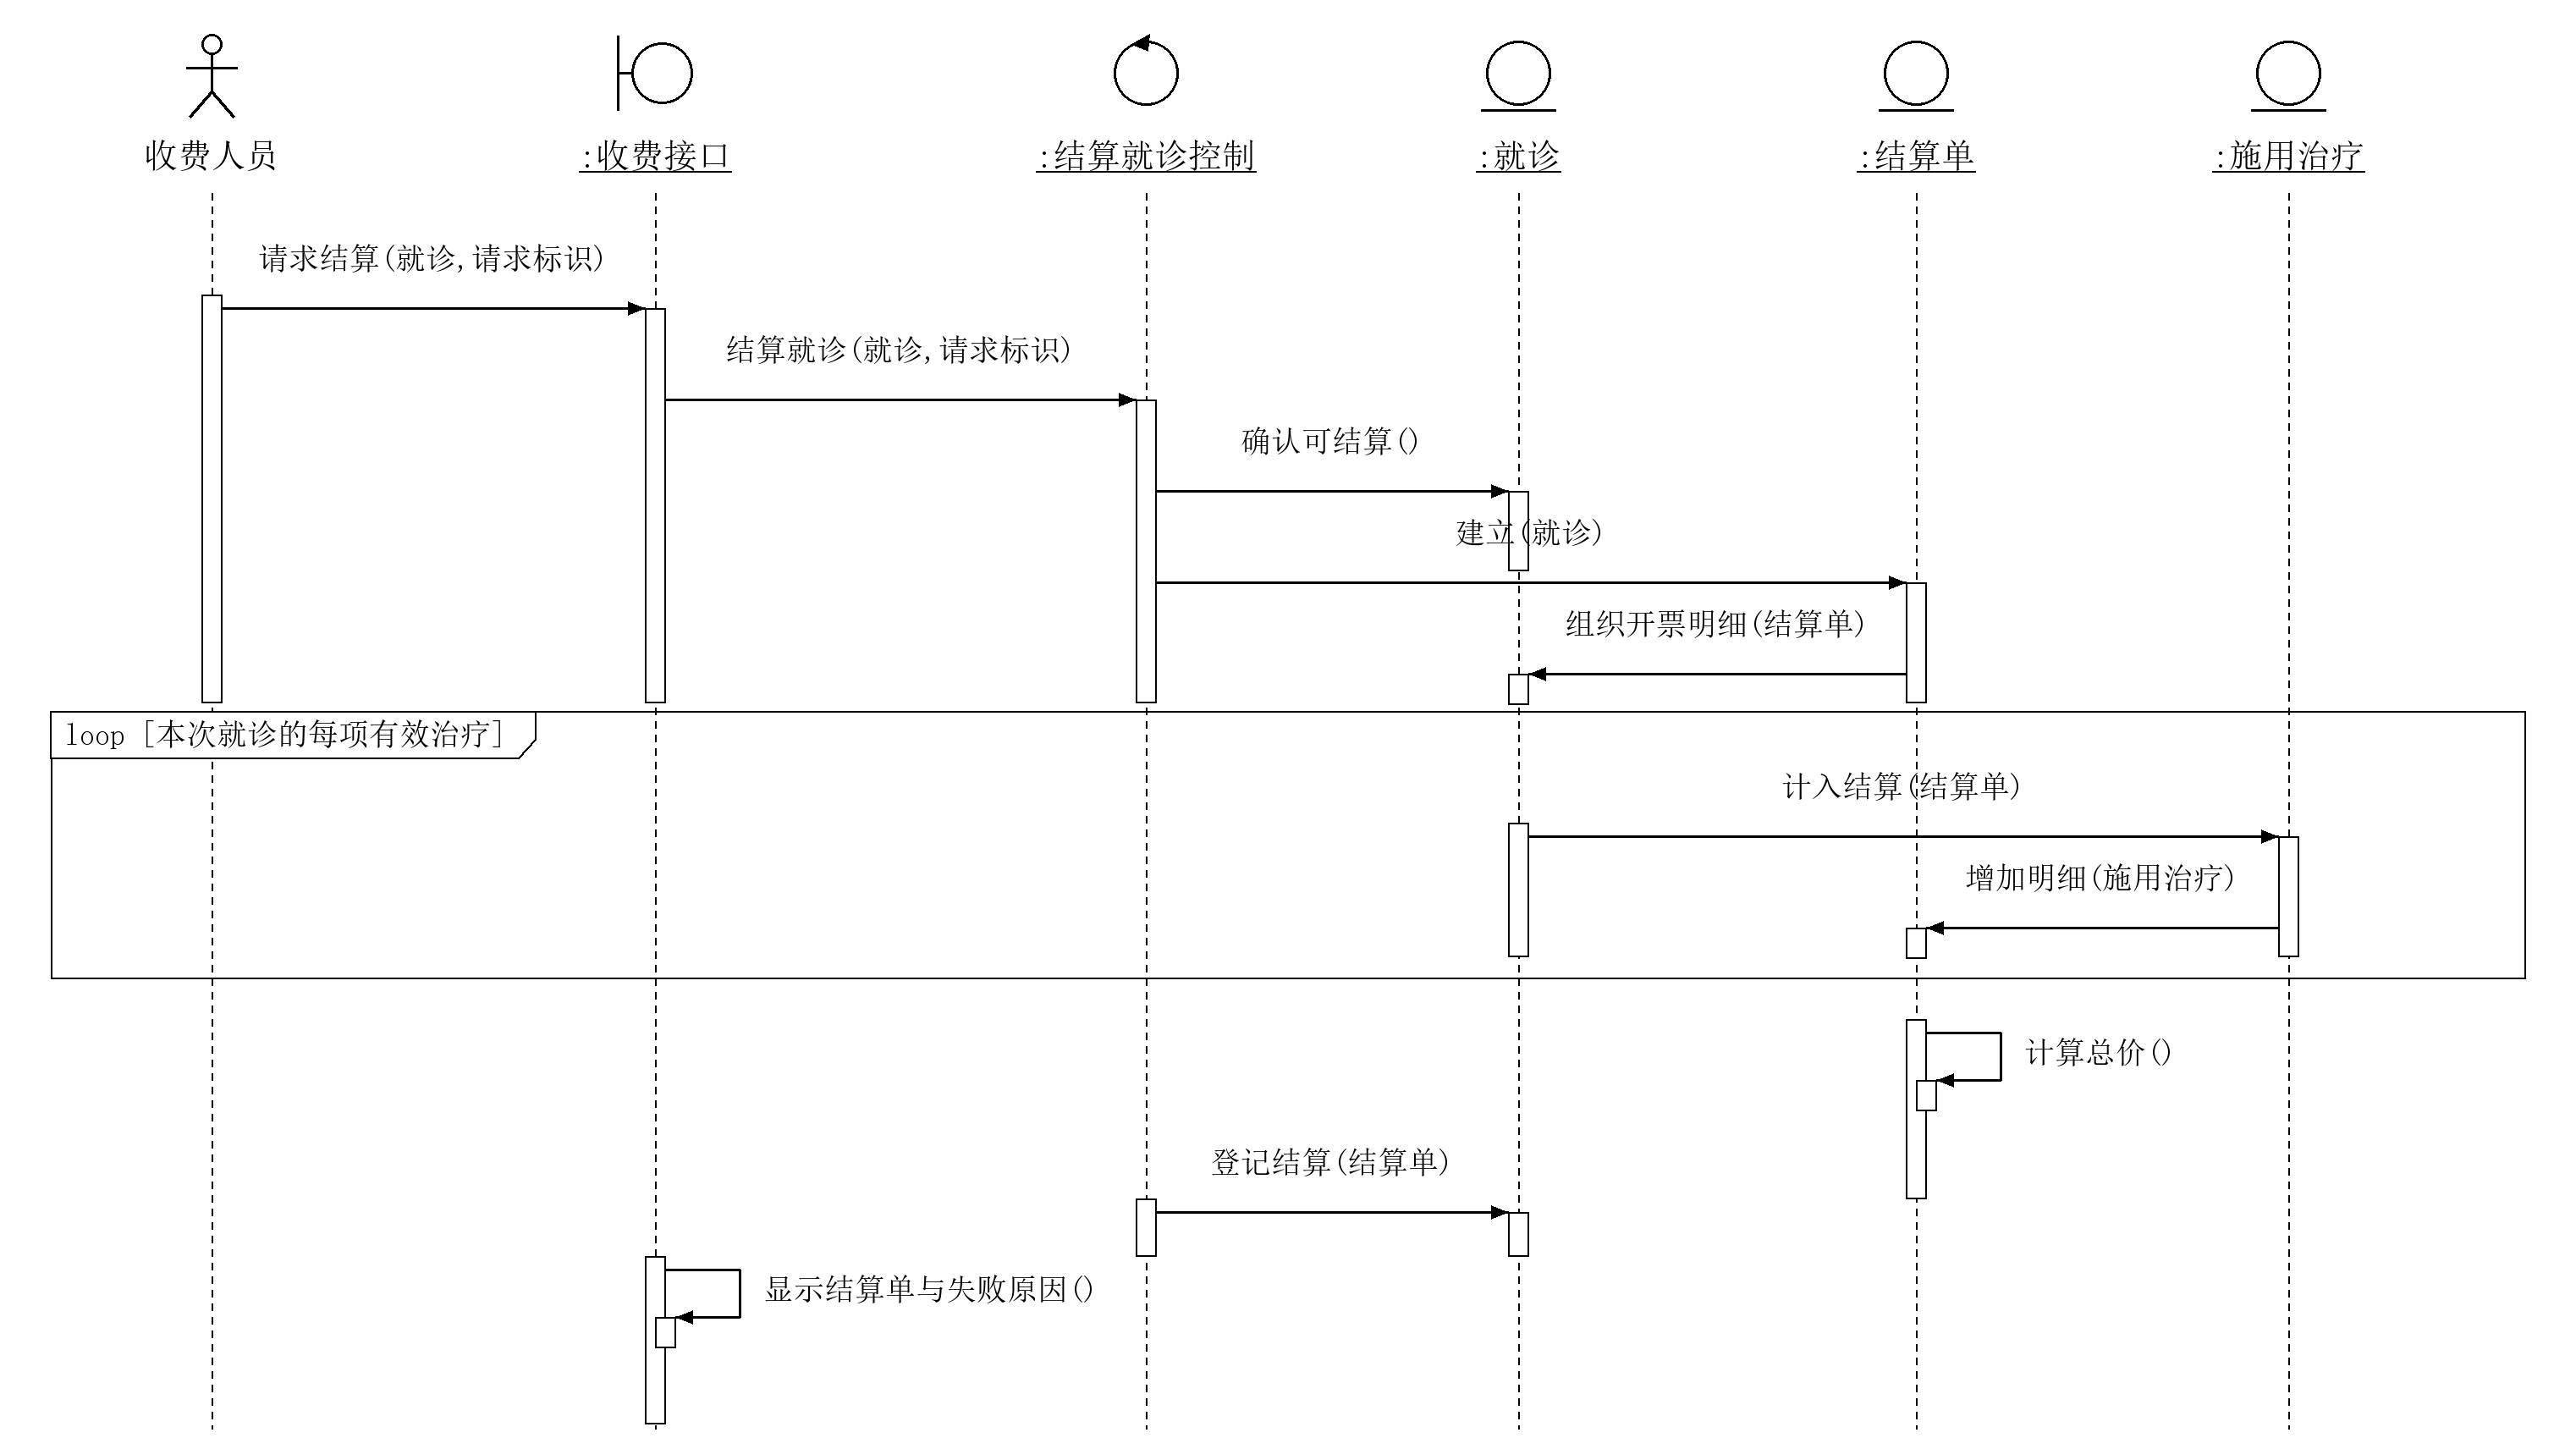 收费人员
:收费接口
:结算就诊控制
:就诊
:结算单
:施用治疗
请求结算(就诊,请求标识)
结算就诊(就诊,请求标识)
确认可结算()
建立(就诊)
组织开票明细(结算单)
loop [本次就诊的每项有效治疗]
计入结算(结算单)
增加明细(施用治疗)
计算总价()
登记结算(结算单)
显示结算单与失败原因()